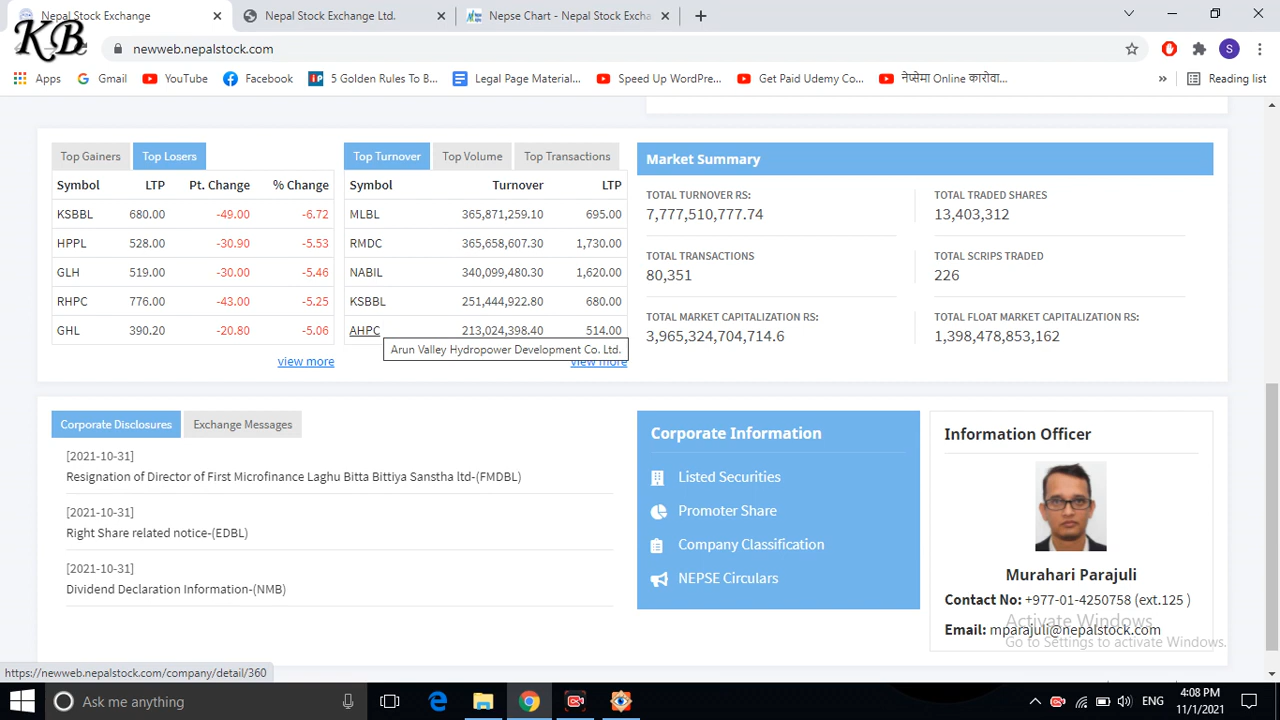 Nepal Stock Exchange
Nepal Stock Exchange Ltd.
Nepse Chart - Nepal Stock Excha
KB
newweb.nepalstock.com
S
Apps Gmail YouTube Facebook 5 Golden Rules To B... Legal Page Material... Speed Up WordPre... Get Paid Udemy Co... नेप्सेमा Online कारोवा... » Reading list
Top Gainers Top Losers
Symbol LTP Pt. Change % Change
KSBBL 680.00 -49.00 -6.72
HPPL 528.00 -30.90 -5.53
GLH 519.00 -30.00 -5.46
RHPC 776.00 -43.00 -5.25
GHL 390.20 -20.80 -5.06
view more
Top Turnover Top Volume Top Transactions
Symbol Turnover LTP
MLBL 365,871,259.10 695.00
RMDC 365,658,607.30 1,730.00
NABIL 340,099,480.30 1,620.00
KSBBL 251,444,922.80 680.00
AHPC 213,024,398.40 514.00
Arun Valley Hydropower Development Co. Ltd.
view more
Market Summary
TOTAL TURNOVER RS:
7,777,510,777.74
TOTAL TRADED SHARES
13,403,312
TOTAL TRANSACTIONS
80,351
TOTAL SCRIPS TRADED
226
TOTAL MARKET CAPITALIZATION RS:
3,965,324,704,714.6
TOTAL FLOAT MARKET CAPITALIZATION RS:
1,398,478,853,162
Corporate Disclosures Exchange Messages
[2021-10-31]
Resignation of Director of First Microfinance Laghu Bitta Bittiya Sanstha ltd-(FMDBL)
[2021-10-31]
Right Share related notice-(EDBL)
[2021-10-31]
Dividend Declaration Information-(NMB)
Corporate Information
Listed Securities
Promoter Share
Company Classification
NEPSE Circulars
Information Officer
Murahari Parajuli
Contact No: +977-01-4250758 (ext.125 )
Email: mparajuli@nepalstock.com
Activate Windows
Go to Settings to activate Windows.
https://newweb.nepalstock.com/company/detail/360
Ask me anything
ENG
4:08 PM
11/1/2021